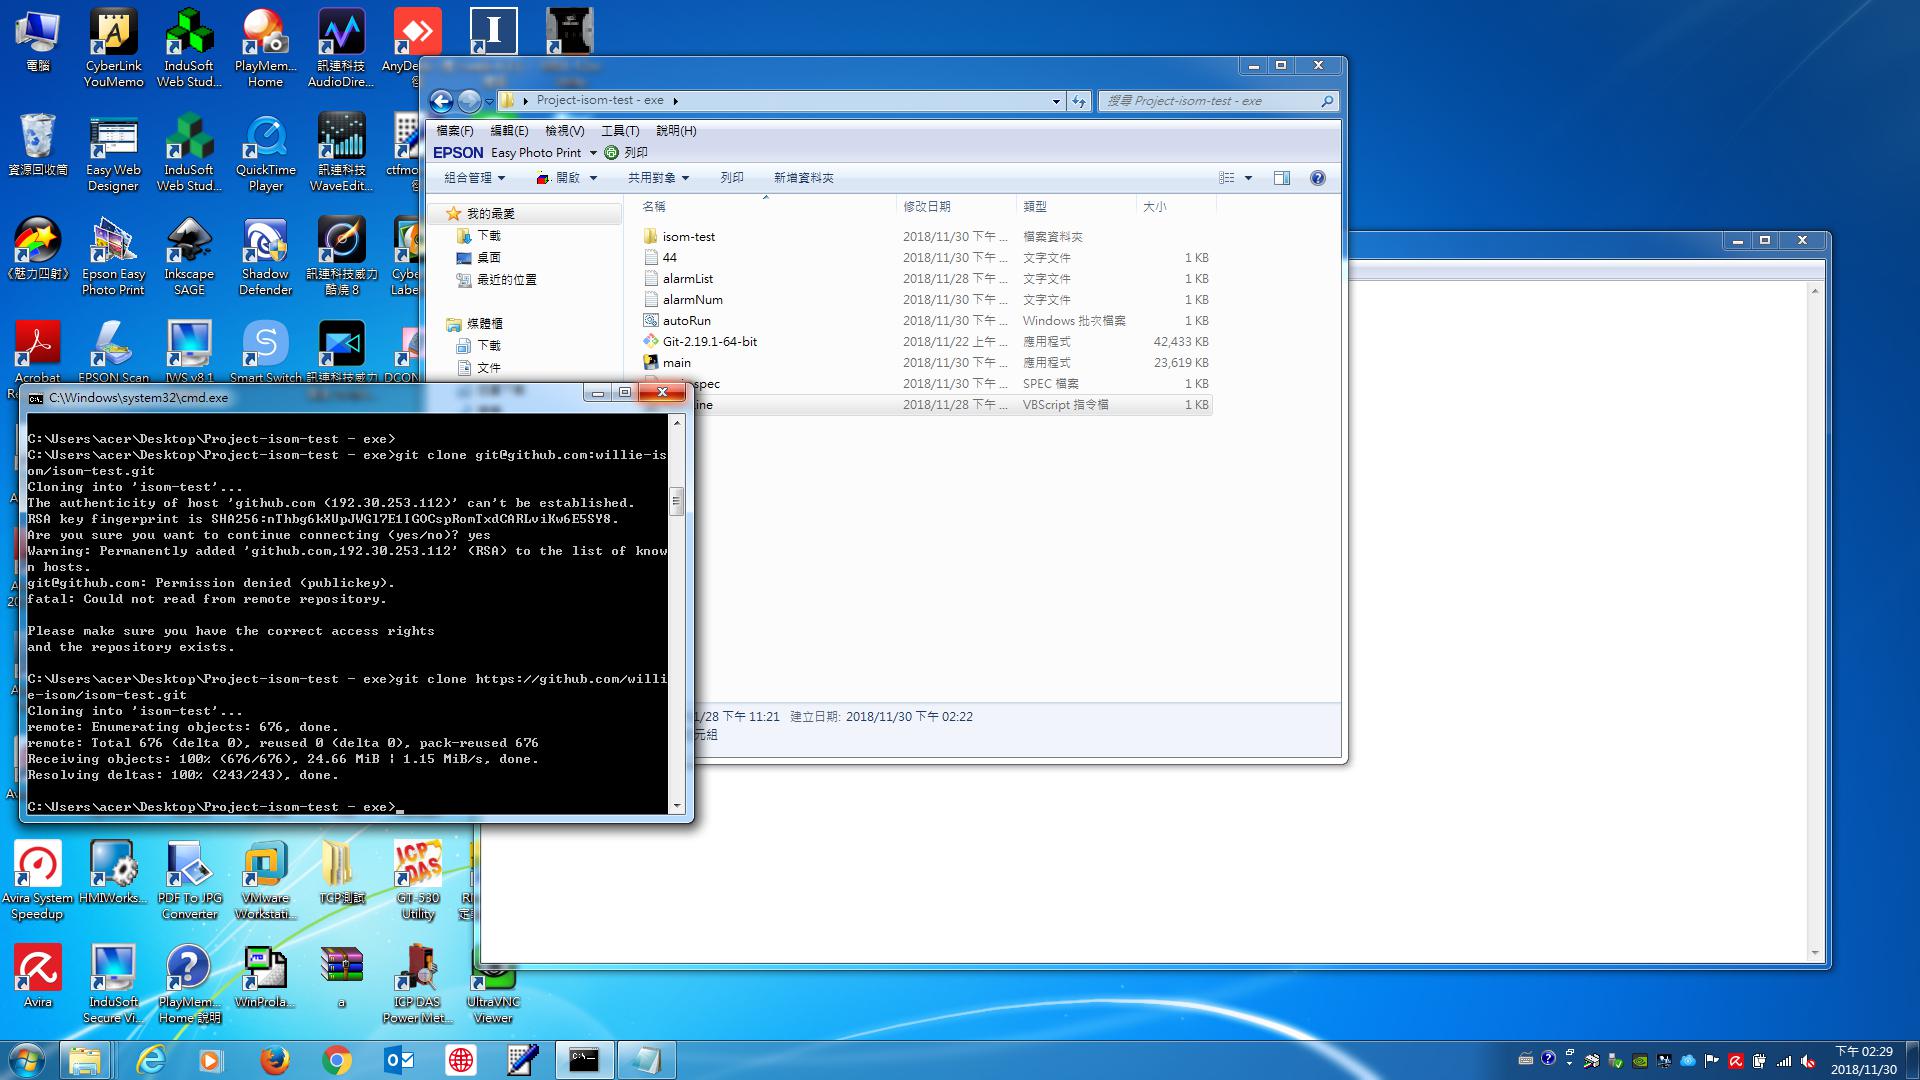 電腦
CyberLink
YouMemo
InduSoft
Web Stud...
PlayMem...
Home
訊連科技
AudioDire...
資源回收筒
Easy Web
Designer
InduSoft
Web Stud...
QuickTime
Player
訊連科技
WaveEdit...
《魅力四射》
Epson Easy
Photo Print
Inkscape
SAGE
Shadow
Defender
訊連科技威力
酷燒 8
Acrobat
EPSON Scan
IWS v8.1
Smart Switch
訊連科技威力
Project-isom-test - exe
搜尋 Project-isom-test - exe
檔案(F) 編輯(E) 檢視(V) 工具(T) 說明(H)
EPSON Easy Photo Print 列印
組合管理 開啟 共用對象 列印 新增資料夾
我的最愛
下載
桌面
最近的位置
媒體櫃
下載
文件
名稱 修改日期 類型 大小
isom-test 2018/11/30 下午 ... 檔案資料夾
44 2018/11/30 下午 ... 文字文件 1 KB
alarmList 2018/11/28 下午 ... 文字文件 1 KB
alarmNum 2018/11/30 下午 ... 文字文件 1 KB
autoRun 2018/11/30 下午 ... Windows 批次檔案 1 KB
Git-2.19.1-64-bit 2018/11/22 上午 ... 應用程式 42,433 KB
main 2018/11/30 下午 ... 應用程式 23,619 KB
spec 2018/11/30 下午 ... SPEC 檔案 1 KB
ine 2018/11/28 下午 ... VBScript 指令檔 1 KB
1/28 下午 11:21 建立日期: 2018/11/30 下午 02:22
元組
C:\Windows\system32\cmd.exe
C:\Users\acer\Desktop\Project-isom-test - exe>
C:\Users\acer\Desktop\Project-isom-test - exe>git clone git@github.com:willie-is
om/isom-test.git
Cloning into 'isom-test'...
The authenticity of host 'github.com (192.30.253.112)' can't be established.
RSA key fingerprint is SHA256:nThbg6kXUpJWGl7E1IGOCspRomTxdCARLviKw6E5SY8.
Are you sure you want to continue connecting (yes/no)? yes
Warning: Permanently added 'github.com,192.30.253.112' (RSA) to the list of know
n hosts.
git@github.com: Permission denied (publickey).
fatal: Could not read from remote repository.
Please make sure you have the correct access rights
and the repository exists.
C:\Users\acer\Desktop\Project-isom-test - exe>git clone https://github.com/willi
e-isom/isom-test.git
Cloning into 'isom-test'...
remote: Enumerating objects: 676, done.
remote: Total 676 (delta 0), reused 0 (delta 0), pack-reused 676
Receiving objects: 100% (676/676), 24.66 MiB | 1.15 MiB/s, done.
Resolving deltas: 100% (243/243), done.
C:\Users\acer\Desktop\Project-isom-test - exe>_
Avira System
Speedup
HMIWorks...
PDF To JPG
Converter
VMware
Workstati...
TCP測試
ICP
DAS
GT-530
Utility
Avira
InduSoft
Secure Vi...
PlayMem...
Home 說明
WinProla...
a
ICP DAS
Power Met...
UltraVNC
Viewer
下午 02:29
2018/11/30